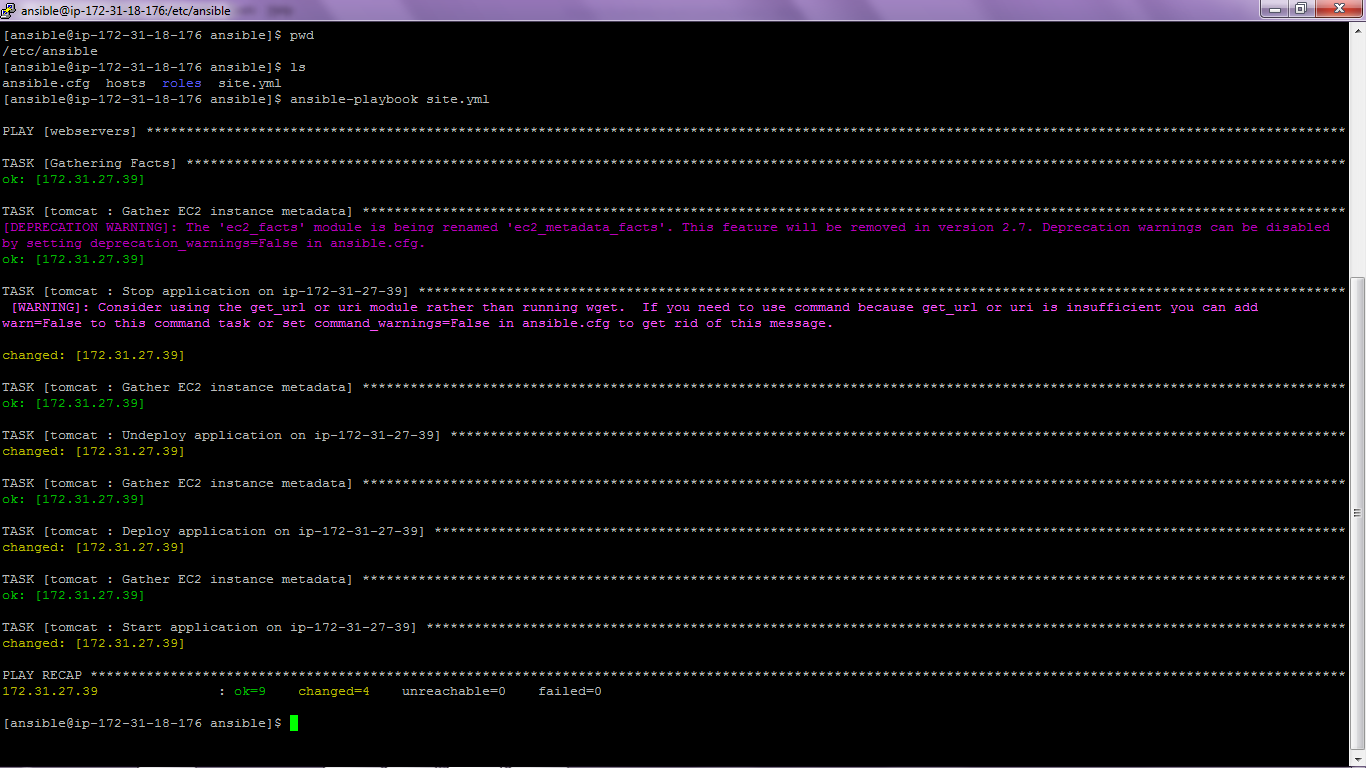 ansible@ip-172-31-18-176:/etc/ansible
[ansible@ip-172-31-18-176 ansible]$ pwd
/etc/ansible
[ansible@ip-172-31-18-176 ansible]$ ls
ansible.cfg  hosts  roles  site.yml
[ansible@ip-172-31-18-176 ansible]$ ansible-playbook site.yml
PLAY [webservers] ******************************************************************************************************************************************************
TASK [Gathering Facts] *************************************************************************************************************************************************
ok: [172.31.27.39]
TASK [tomcat : Gather EC2 instance metadata] ***************************************************************************************************************************
[DEPRECATION WARNING]: The 'ec2_facts' module is being renamed 'ec2_metadata_facts'. This feature will be removed in version 2.7. Deprecation warnings can be disabled
by setting deprecation_warnings=False in ansible.cfg.
ok: [172.31.27.39]
TASK [tomcat : Stop application on ip-172-31-27-39] ********************************************************************************************************************
 [WARNING]: Consider using the get_url or uri module rather than running wget.  If you need to use command because get_url or uri is insufficient you can add
warn=False to this command task or set command_warnings=False in ansible.cfg to get rid of this message.
changed: [172.31.27.39]
TASK [tomcat : Gather EC2 instance metadata] ***************************************************************************************************************************
ok: [172.31.27.39]
TASK [tomcat : Undeploy application on ip-172-31-27-39] ****************************************************************************************************************
changed: [172.31.27.39]
TASK [tomcat : Gather EC2 instance metadata] ***************************************************************************************************************************
ok: [172.31.27.39]
TASK [tomcat : Deploy application on ip-172-31-27-39] ******************************************************************************************************************
changed: [172.31.27.39]
TASK [tomcat : Gather EC2 instance metadata] ***************************************************************************************************************************
ok: [172.31.27.39]
TASK [tomcat : Start application on ip-172-31-27-39] *******************************************************************************************************************
changed: [172.31.27.39]
PLAY RECAP *************************************************************************************************************************************************************
172.31.27.39               : ok=9    changed=4    unreachable=0    failed=0
[ansible@ip-172-31-18-176 ansible]$